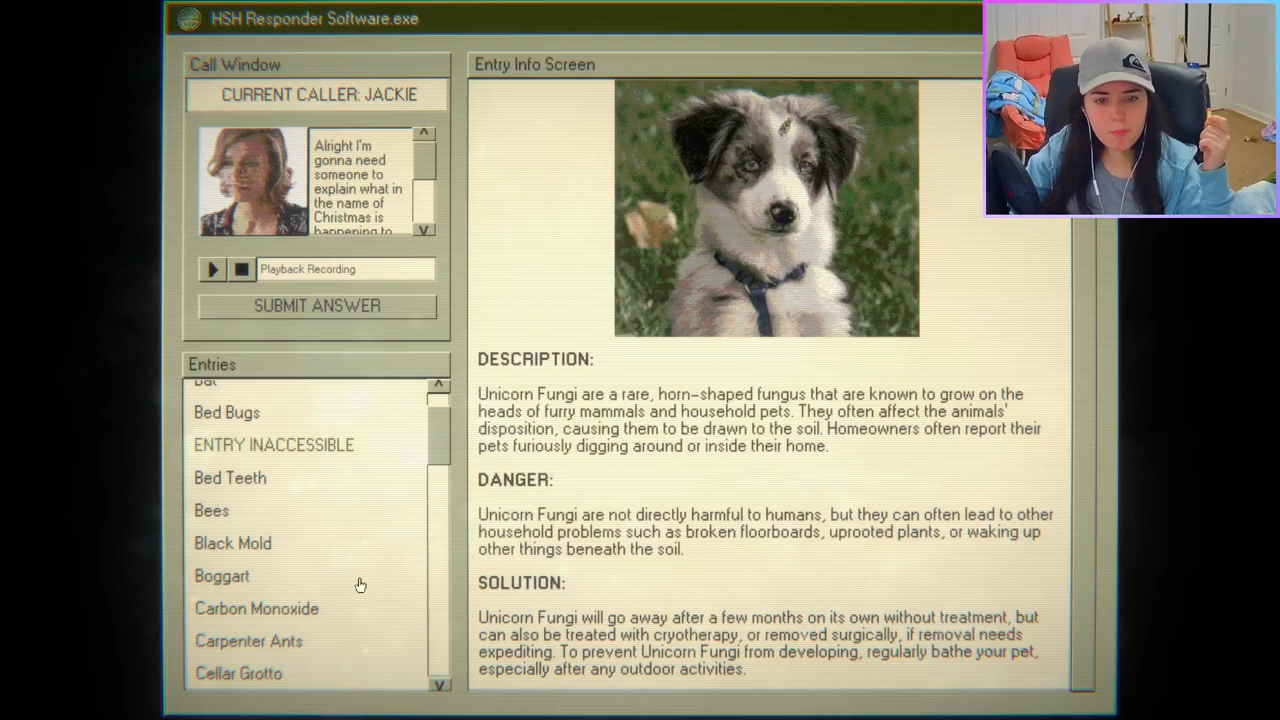 HSH Responder Software.exe
Call Window
CURRENT CALLER: JACKIE
Alright I'm
gonna need
someone to
explain what in
the name of
Christmas is
happening to
Playback Recording
SUBMIT ANSWER
Entries
Bat
Bed Bugs
ENTRY INACCESSIBLE
Bed Teeth
Bees
Black Mold
Boggart
Carbon Monoxide
Carpenter Ants
Cellar Grotto
Entry Info Screen
DESCRIPTION:
Unicorn Fungi are a rare, horn-shaped fungus that are known to grow on the
heads of furry mammals and household pets. They often affect the animals'
disposition, causing them to be drawn to the soil. Homeowners often report their
pets furiously digging around or inside their home.
DANGER:
Unicorn Fungi are not directly harmful to humans, but they can often lead to other
household problems such as broken floorboards, uprooted plants, or waking up
other things beneath the soil.
SOLUTION:
Unicorn Fungi will go away after a few months on its own without treatment, but
can also be treated with cryotherapy, or removed surgically, if removal needs
expediting. To prevent Unicorn Fungi from developing, regularly bathe your pet,
especially after any outdoor activities.